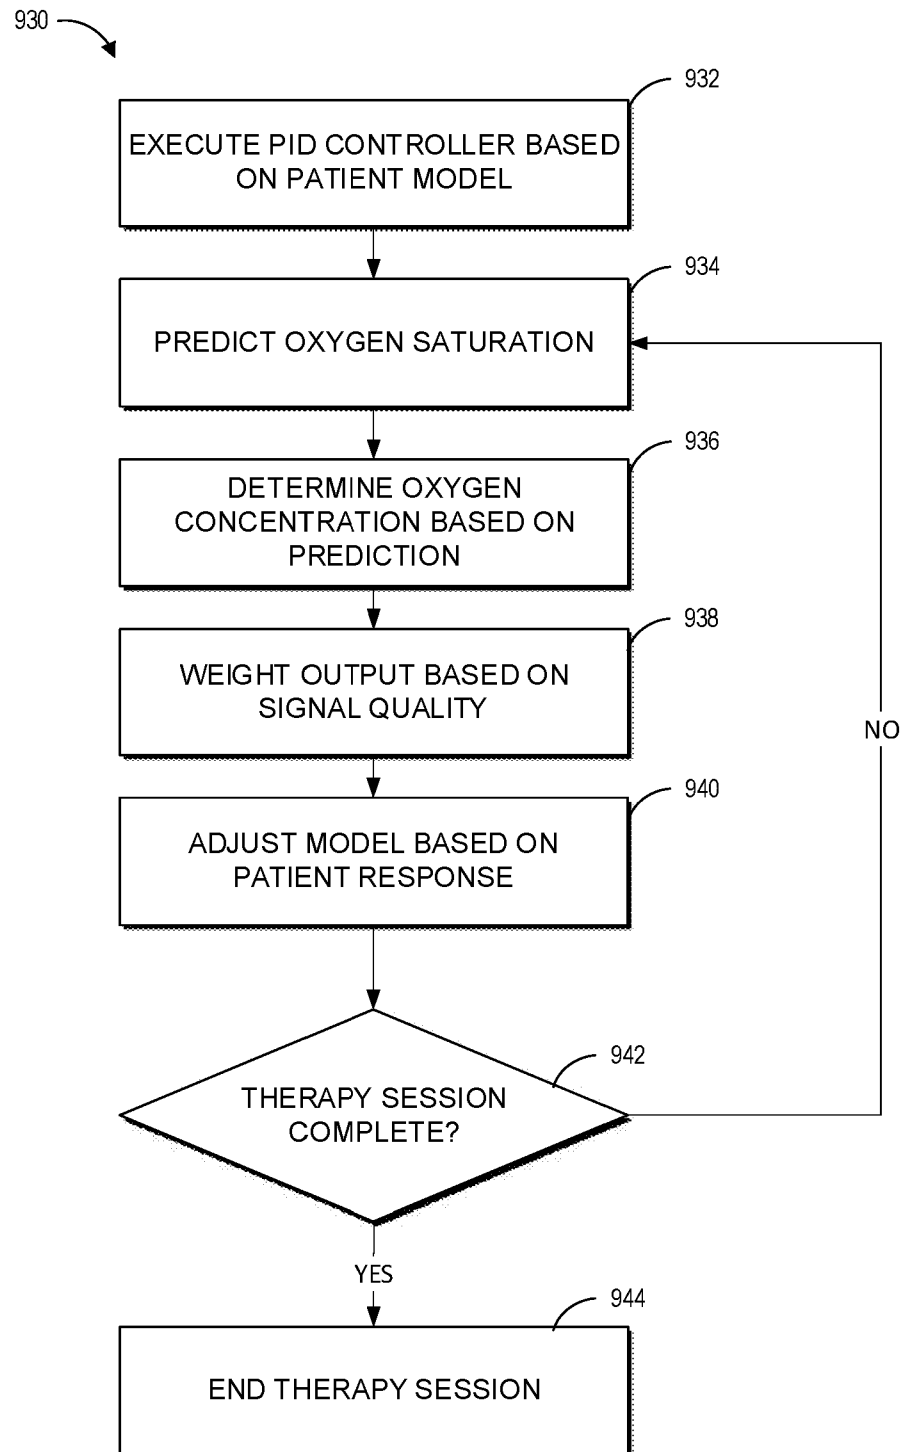 930
932
EXECUTE PID CONTROLLER BASED
ON PATIENT MODEL
934
PREDICT OXYGEN SATURATION
936
DETERMINE OXYGEN
CONCENTRATION BASED ON
PREDICTION
938
WEIGHT OUTPUT BASED ON
SIGNAL QUALITY
NO
940
ADJUST MODEL BASED ON
PATIENT RESPONSE
942
THERAPY SESSION
COMPLETE?
YES
944
END THERAPY SESSION